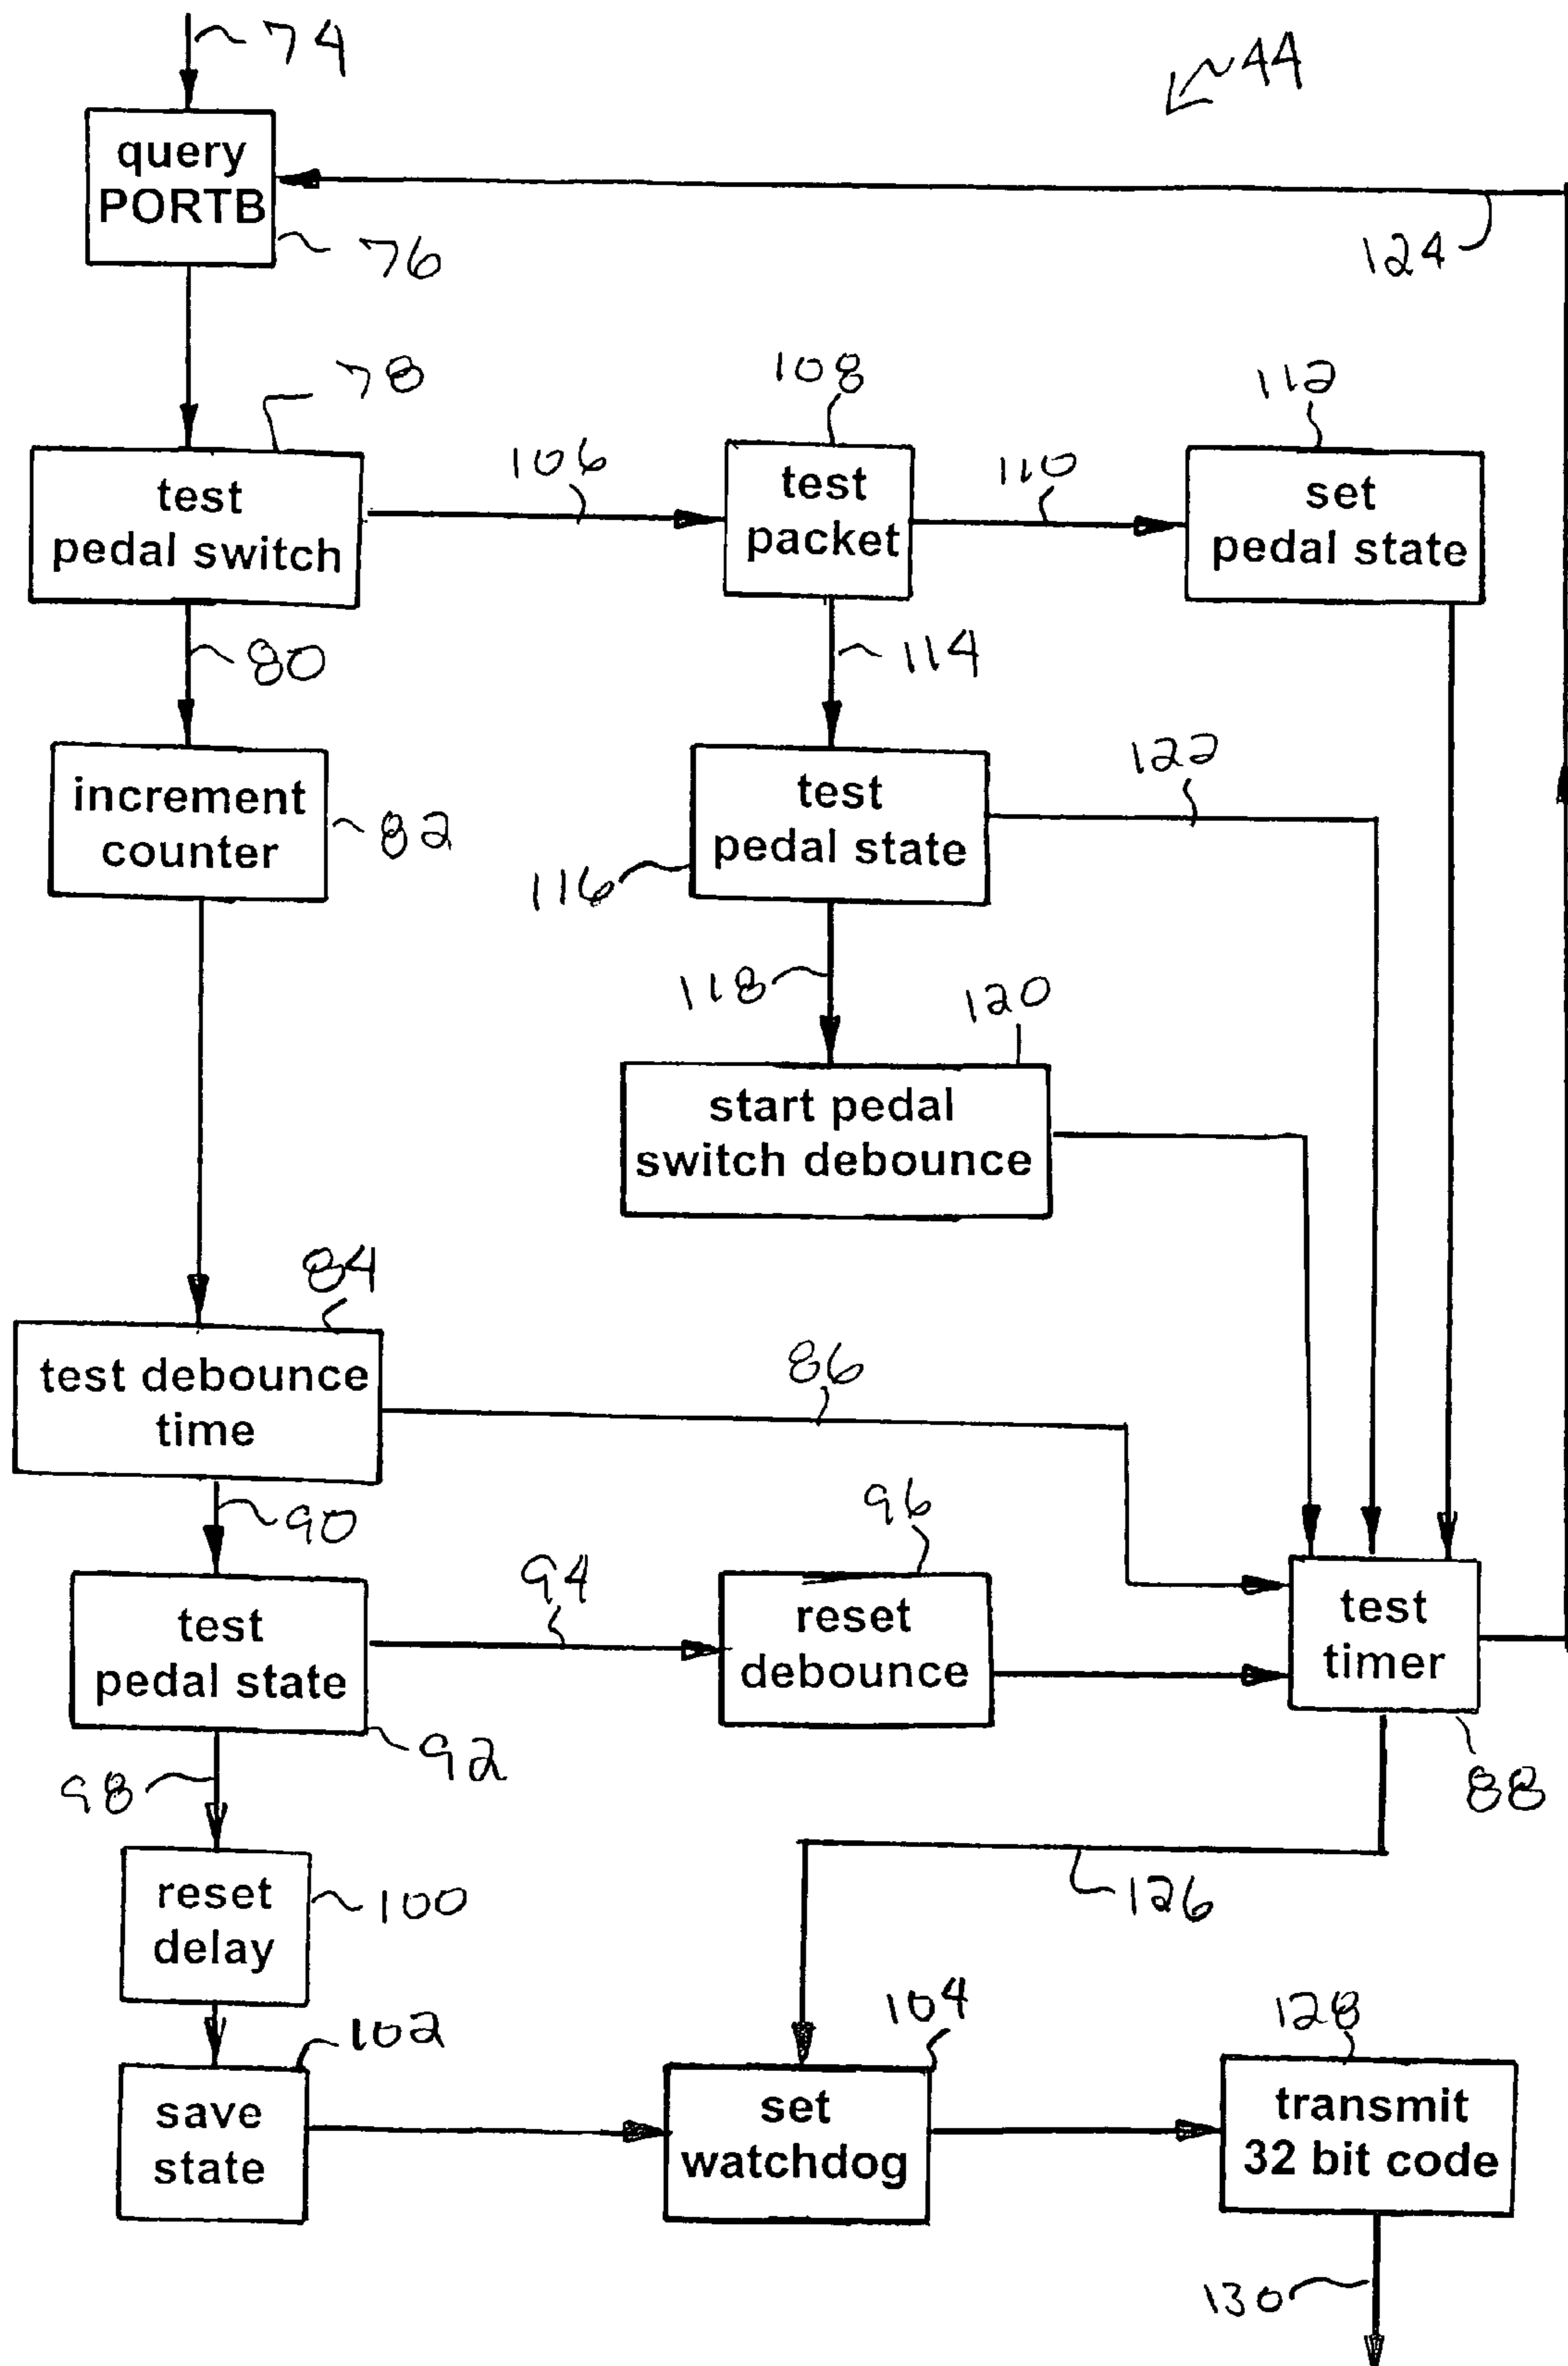 74
44
query
PORTB
76
124
78
108
112
test
pedal switch
106
test
packet
110
set
pedal state
80
114
increment
counter
82
test
pedal state
122
116
118
120
start pedal
switch debounce
84
test debounce
time
86
90
96
test
pedal state
94
reset
debounce
test
timer
92
88
98
reset
delay
100
126
102
104
128
save
state
set
watchdog
transmit
32 bit code
130